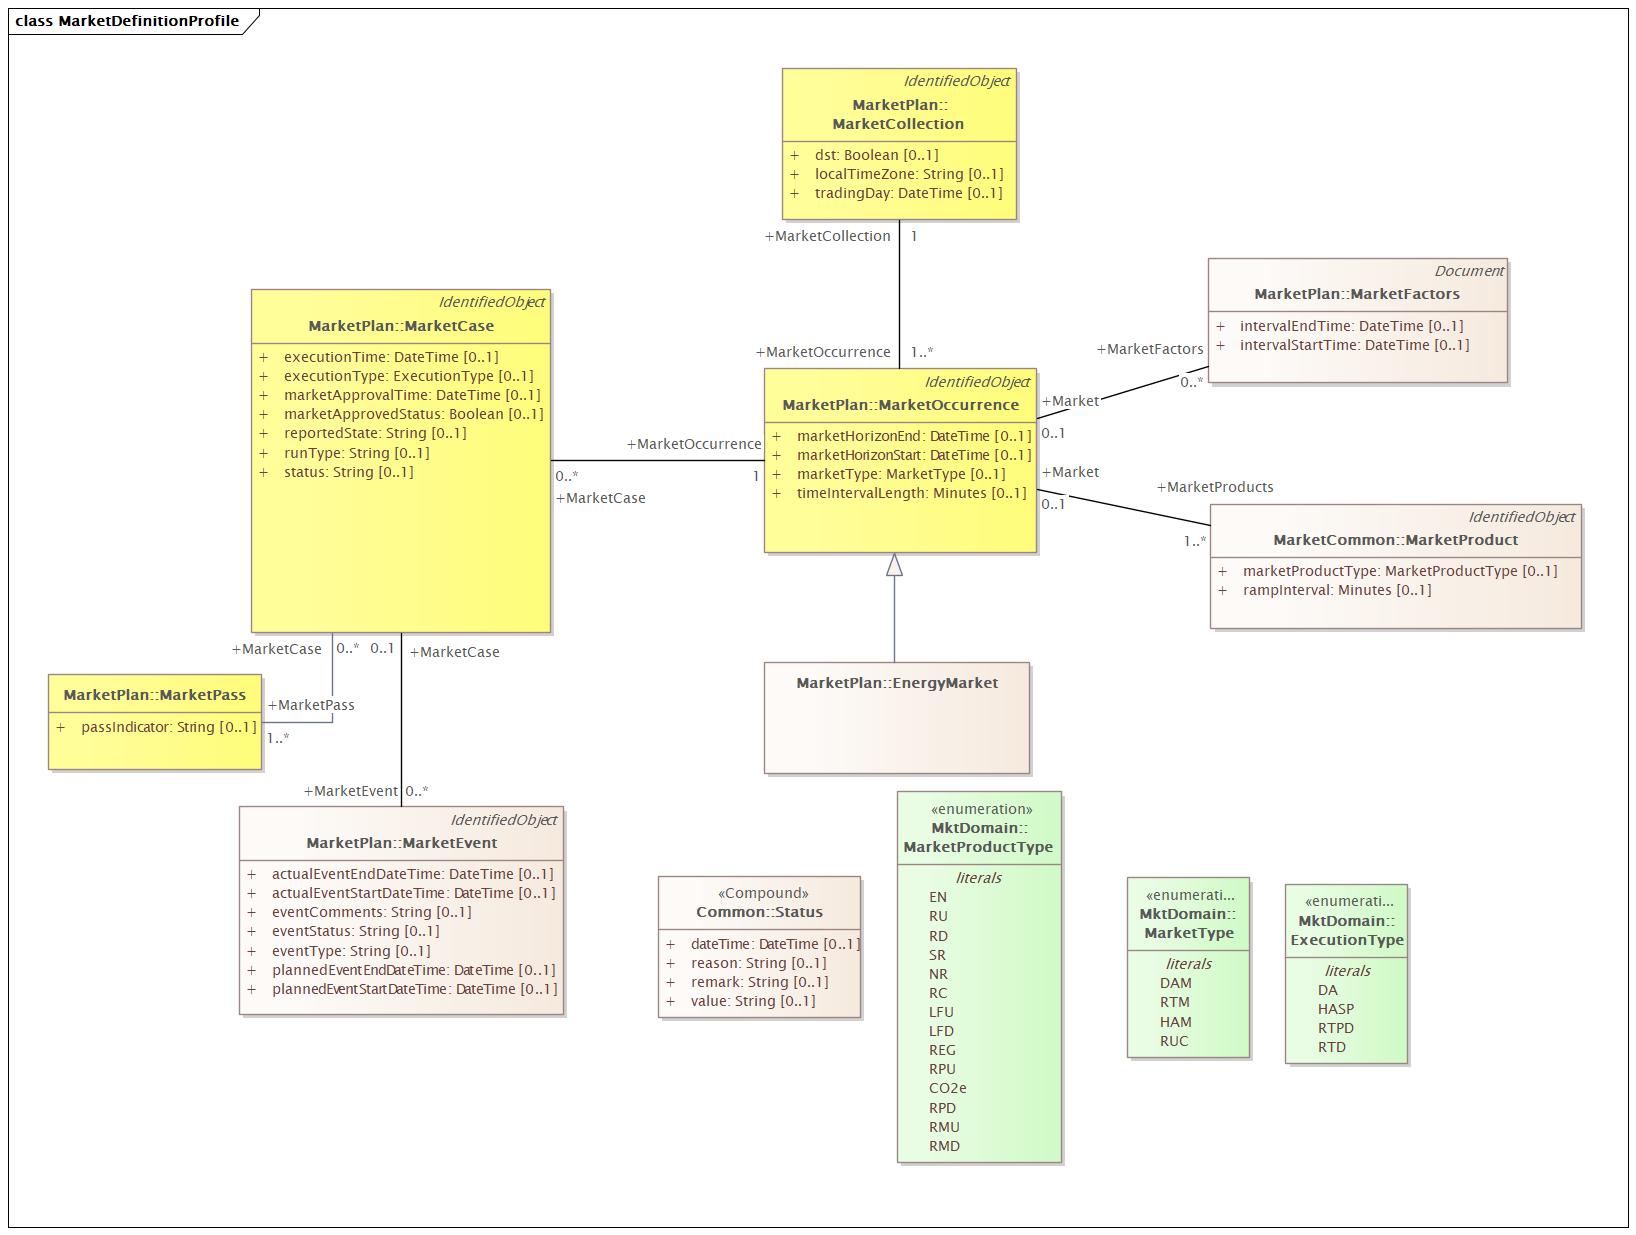 class MarketDefinitionProfile
IdentifiedObject
MarketPlan::
MarketCollection
+ dst: Boolean [0..1]
+ localTimeZone: String [0..1]
+ tradingDay: DateTime [0..1]
+MarketCollection 1
+MarketOccurrence 1..*
Document
MarketPlan::MarketFactors
+ intervalEndTime: DateTime [0..1]
+ intervalStartTime: DateTime [0..1]
+MarketFactors
0..*
+Market
0..1
IdentifiedObject
MarketPlan::MarketCase
+ executionTime: DateTime [0..1]
+ executionType: ExecutionType [0..1]
+ marketApprovalTime: DateTime [0..1]
+ marketApprovedStatus: Boolean [0..1]
+ reportedState: String [0..1]
+ runType: String [0..1]
+ status: String [0..1]
+MarketOccurrence
0..* 1
+MarketCase
IdentifiedObject
MarketPlan::MarketOccurrence
+ marketHorizonEnd: DateTime [0..1]
+ marketHorizonStart: DateTime [0..1]
+ marketType: MarketType [0..1]
+ timeIntervalLength: Minutes [0..1]
+Market
0..1
+MarketProducts
1..*
IdentifiedObject
MarketCommon::MarketProduct
+ marketProductType: MarketProductType [0..1]
+ rampInterval: Minutes [0..1]
+MarketCase 0..* 0..1 +MarketCase
MarketPlan::MarketPass
+ passIndicator: String [0..1]
+MarketPass
1..*
MarketPlan::EnergyMarket
+MarketEvent 0..*
IdentifiedObject
MarketPlan::MarketEvent
+ actualEventEndDateTime: DateTime [0..1]
+ actualEventStartDateTime: DateTime [0..1]
+ eventComments: String [0..1]
+ eventStatus: String [0..1]
+ eventType: String [0..1]
+ plannedEventEndDateTime: DateTime [0..1]
+ plannedEventStartDateTime: DateTime [0..1]
«Compound»
Common::Status
+ dateTime: DateTime [0..1]
+ reason: String [0..1]
+ remark: String [0..1]
+ value: String [0..1]
«enumeration»
MktDomain::
MarketProductType
literals
EN
RU
RD
SR
NR
RC
LFU
LFD
REG
RPU
CO2e
RPD
RMU
RMD
«enumerati...
MktDomain::
MarketType
literals
DAM
RTM
HAM
RUC
«enumerati...
MktDomain::
ExecutionType
literals
DA
HASP
RTPD
RTD